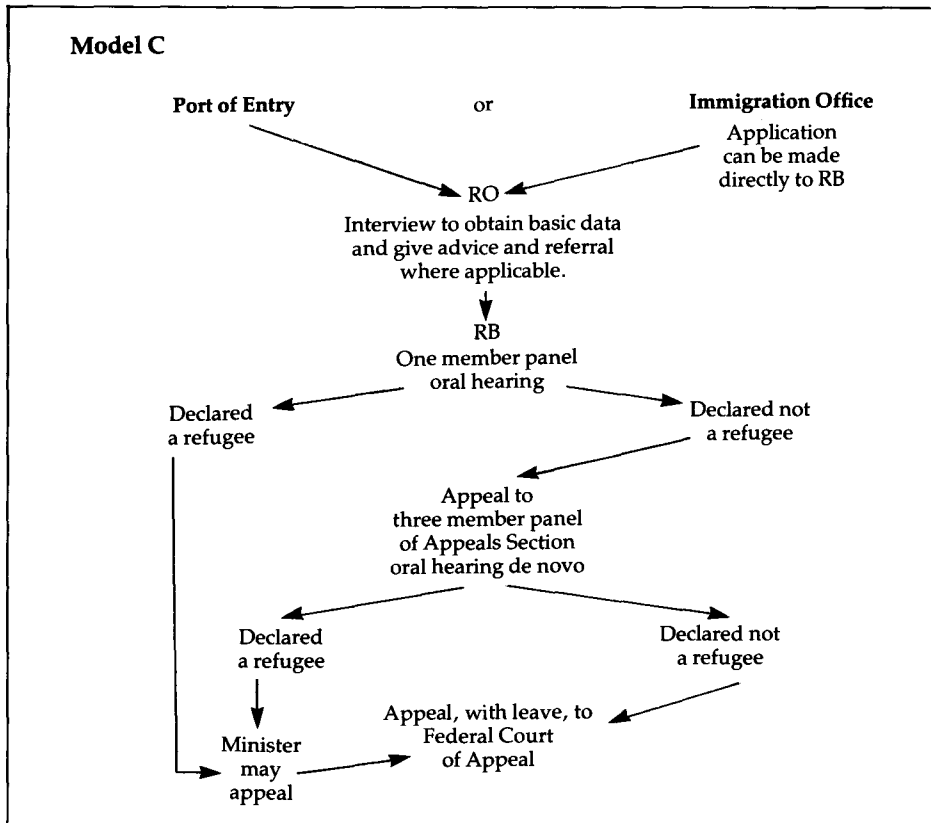 Model C
Port of Entry
or
Immigration Office
Application
can be made
directly to RB
RO
Interview to obtain basic data
and give advice and referral
where applicable.
RB
One member panel
oral hearing
Declared
a refugee
Declared not
a refugee
Appeal to
three member panel
of Appeals Section
oral hearing de novo
Declared
a refugee
Declared not
a refugee
Minister
may
appeal
Appeal, with leave, to
Federal Court
of Appeal